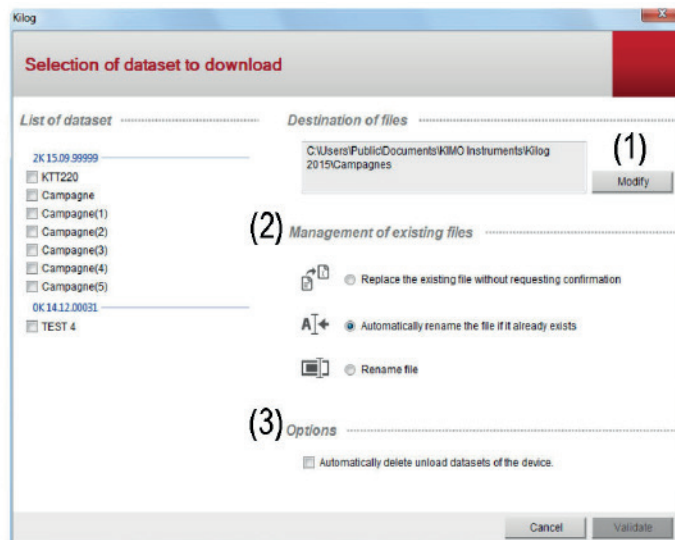 Kilog
Selection of dataset to download
List of dataset
2K 15.09.99999
KTT220
Campagne
Campagne(1)
Campagne(2)
Campagne(3)
Campagne(4)
Campagne(5)
0K 14.12.00031
TEST 4
Destination of files
C:\Users\Public\Documents\KIMO Instruments\Kilog
2015\Campagnes
(1)
Modify
(2) Management of existing files
Replace the existing file without requesting confirmation
A Automatically rename the file if it already exists
Rename file
(3) Options
Automatically delete unload datasets of the device.
Cancel
Validate